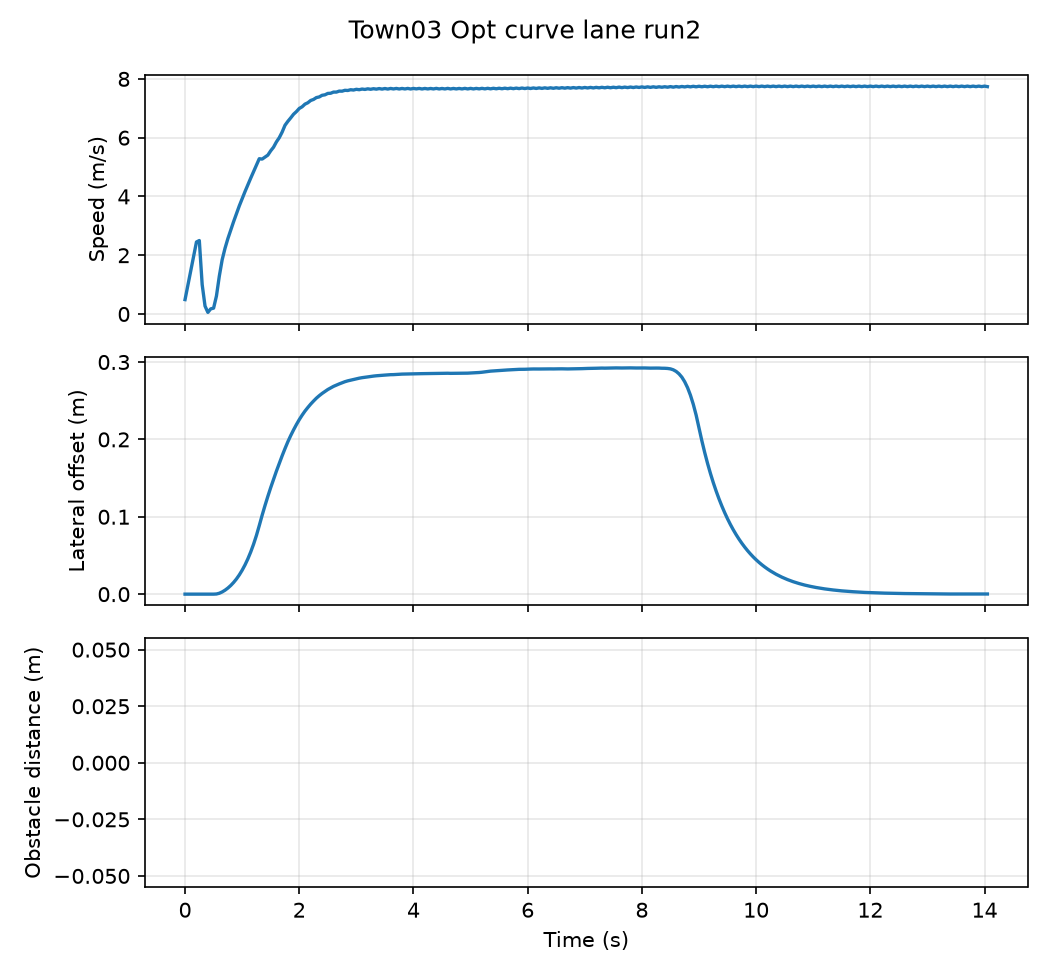 Town03 Opt curve lane run2
8
6
4
2
0
Speed (m/s)
0.3
0.2
0.1
0.0
Lateral offset (m)
0.050
0.025
0.000
−0.025
−0.050
Obstacle distance (m)
0 2 4 6 8 10 12 14
Time (s)